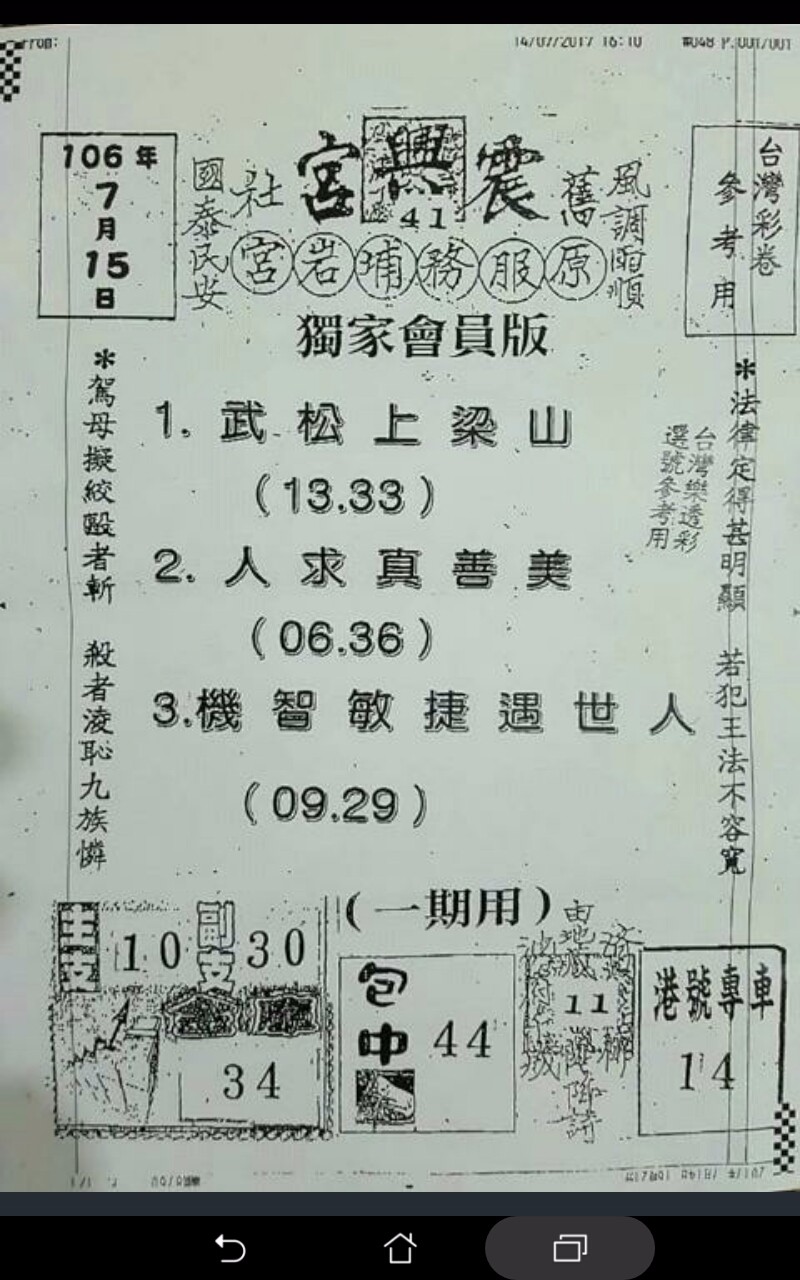 From:
14/07/2017 16:10
#048 P.001/001
106年
7
月
15
日
國泰民安
社
宮興震
41
舊
風調雨順
宮岩埔務服原
台灣彩卷
參考用
獨家會員版
*駕母擬絞毆者斬 殺者淩恥九族憐
1. 武松上梁山
(13.33)
2. 人求真善美
(06.36)
3.機智敏捷遇世人
(09.29)
台灣樂透彩
選號參考用
*法律定得甚明顯 若犯王法不容寬
(一期用)
主支 10 副支 30
34
包中 44
11
港號專車
14